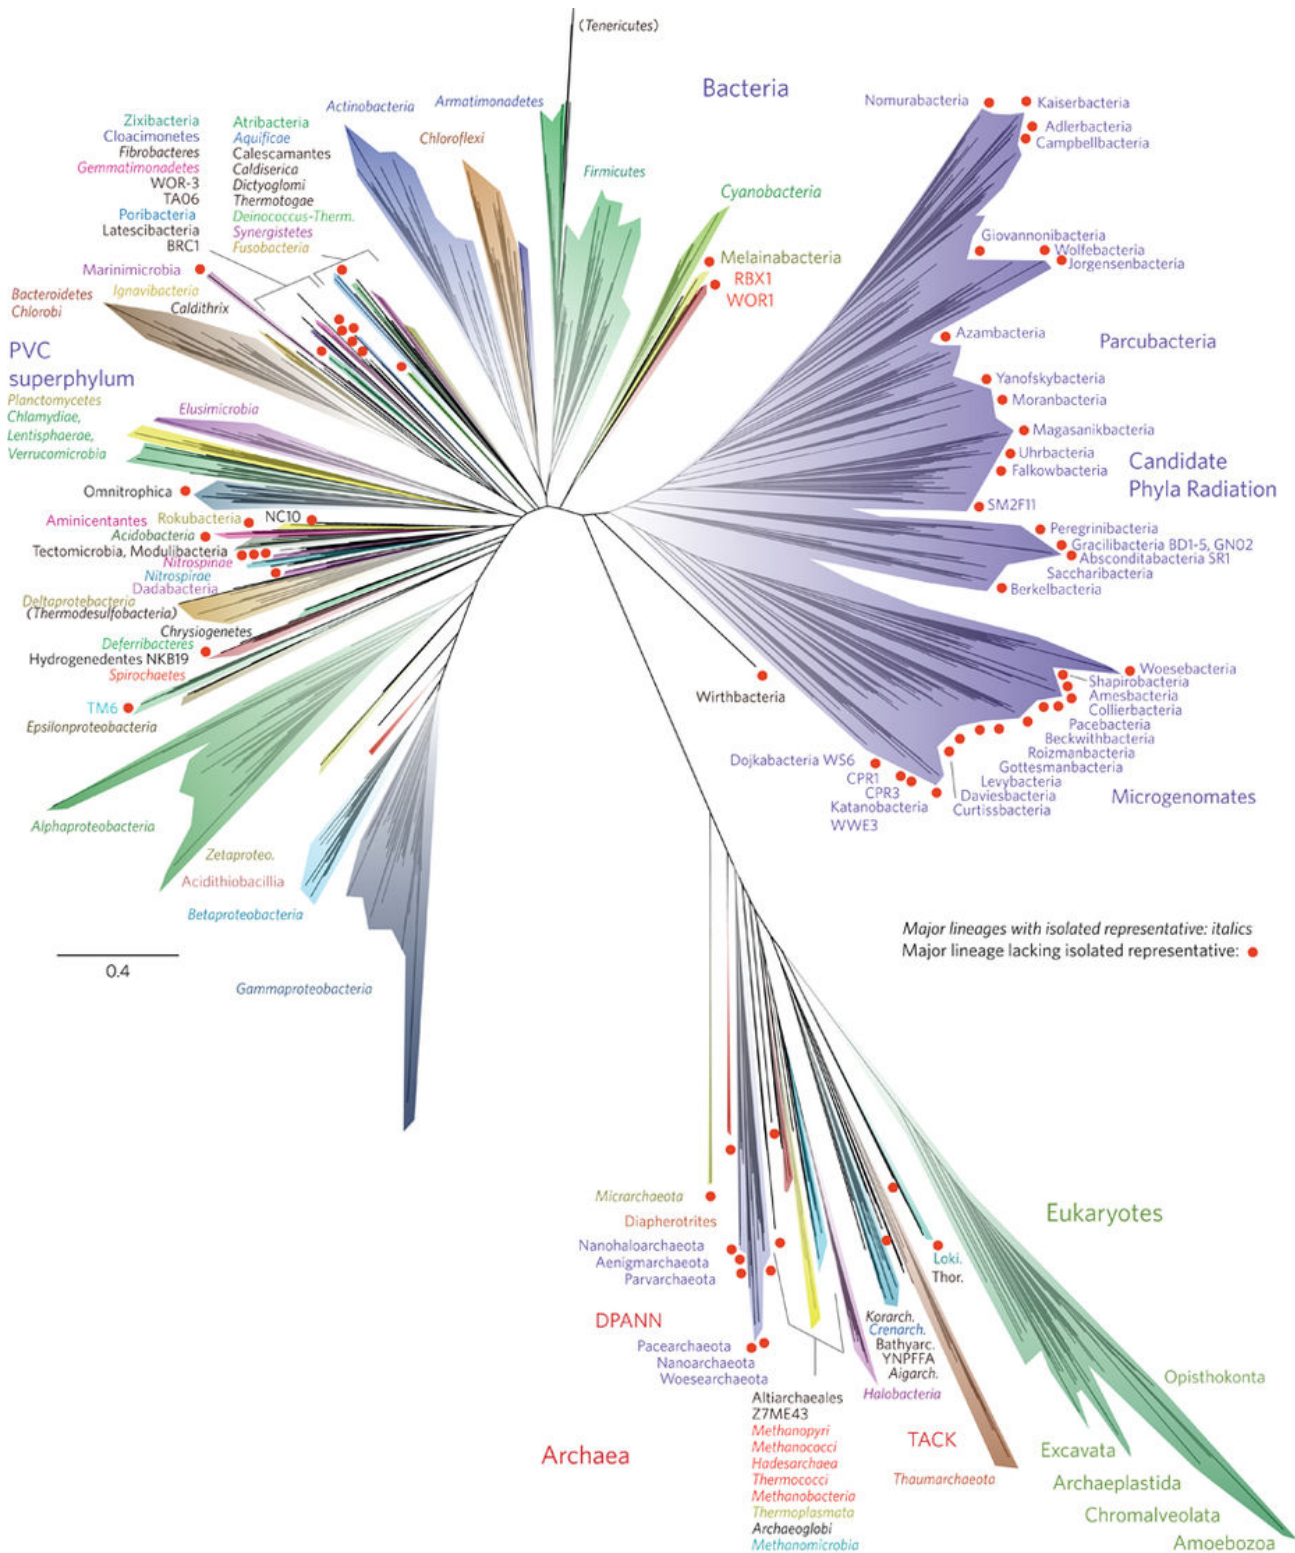 (Tenericutes)
Bacteria
Actinobacteria
Armatimonadetes
Nomurabacteria
Kaiserbacteria
Adlerbacteria
Campbellbacteria
Chloroflexi
Zixibacteria
Cloacimonetes
Fibrobacteres
Gemmatimonadetes
WOR-3
TA06
Poribacteria
Latescibacteria
BRC1
Atribacteria
Aquificae
Calescamantes
Caldiserica
Dictyoglomi
Thermotogae
Deinococcus-Therm.
Synergistetes
Fusobacteria
Firmicutes
Cyanobacteria
Melainabacteria
RBX1
WOR1
Giovannonibacteria
Wolfebacteria
Jorgensenbacteria
Marinimicrobia
Bacteroidetes
Chlorobi
Ignavibacteria
Caldithrix
Azambacteria
Parcubacteria
PVC
superphylum
Planctomycetes
Chlamydiae,
Lentisphaerae,
Verrucomicrobia
Elusimicrobia
Yanofskybacteria
Moranbacteria
Magasanikbacteria
Uhrbacteria
Falkowbacteria
SM2F11
Candidate
Phyla Radiation
Omnitrophica
Aminicentantes
Rokubacteria
NC10
Acidobacteria
Tectomicrobia, Modulibacteria
Nitrospinae
Nitrospirae
Dadabacteria
Deltaprotebacteria
(Thermodesulfobacteria)
Chrysiogenetes
Deferribacteres
Hydrogenedentes NKB19
Spirochaetes
TM6
Epsilonproteobacteria
Peregrinibacteria
Gracilibacteria BD1-5, GN02
Absconditabacteria SR1
Saccharibacteria
Berkelbacteria
Wirthbacteria
Woesebacteria
Shapirobacteria
Amesbacteria
Collierbacteria
Pacebacteria
Beckwithbacteria
Roizmanbacteria
Gottesmanbacteria
Levybacteria
Daviesbacteria
Curtissbacteria
Microgenomates
Dojkabacteria WS6
CPR1
CPR3
Katanobacteria
WWE3
Alphaproteobacteria
Zetaproteo.
Acidithiobacillia
Betaproteobacteria
Gammaproteobacteria
0.4
Major lineages with isolated representative: italics
Major lineage lacking isolated representative:
Micrarchaeota
Diapherotrites
Nanohaloarchaeota
Aenigmarchaeota
Parvarchaeota
DPANN
Pacearchaeota
Nanoarchaeota
Woesearchaeota
Altiarchaeales
Z7ME43
Methanopyri
Methanococci
Hadesarchaea
Thermococci
Methanobacteria
Thermoplasmata
Archaeoglobi
Methanomicrobia
Archaea
Halobacteria
Korarch.
Crenarch.
Bathyarc.
YNPFFA
Aigarch.
TACK
Thaumarchaeota
Loki.
Thor.
Eukaryotes
Opisthokonta
Excavata
Archaeplastida
Chromalveolata
Amoebozoa